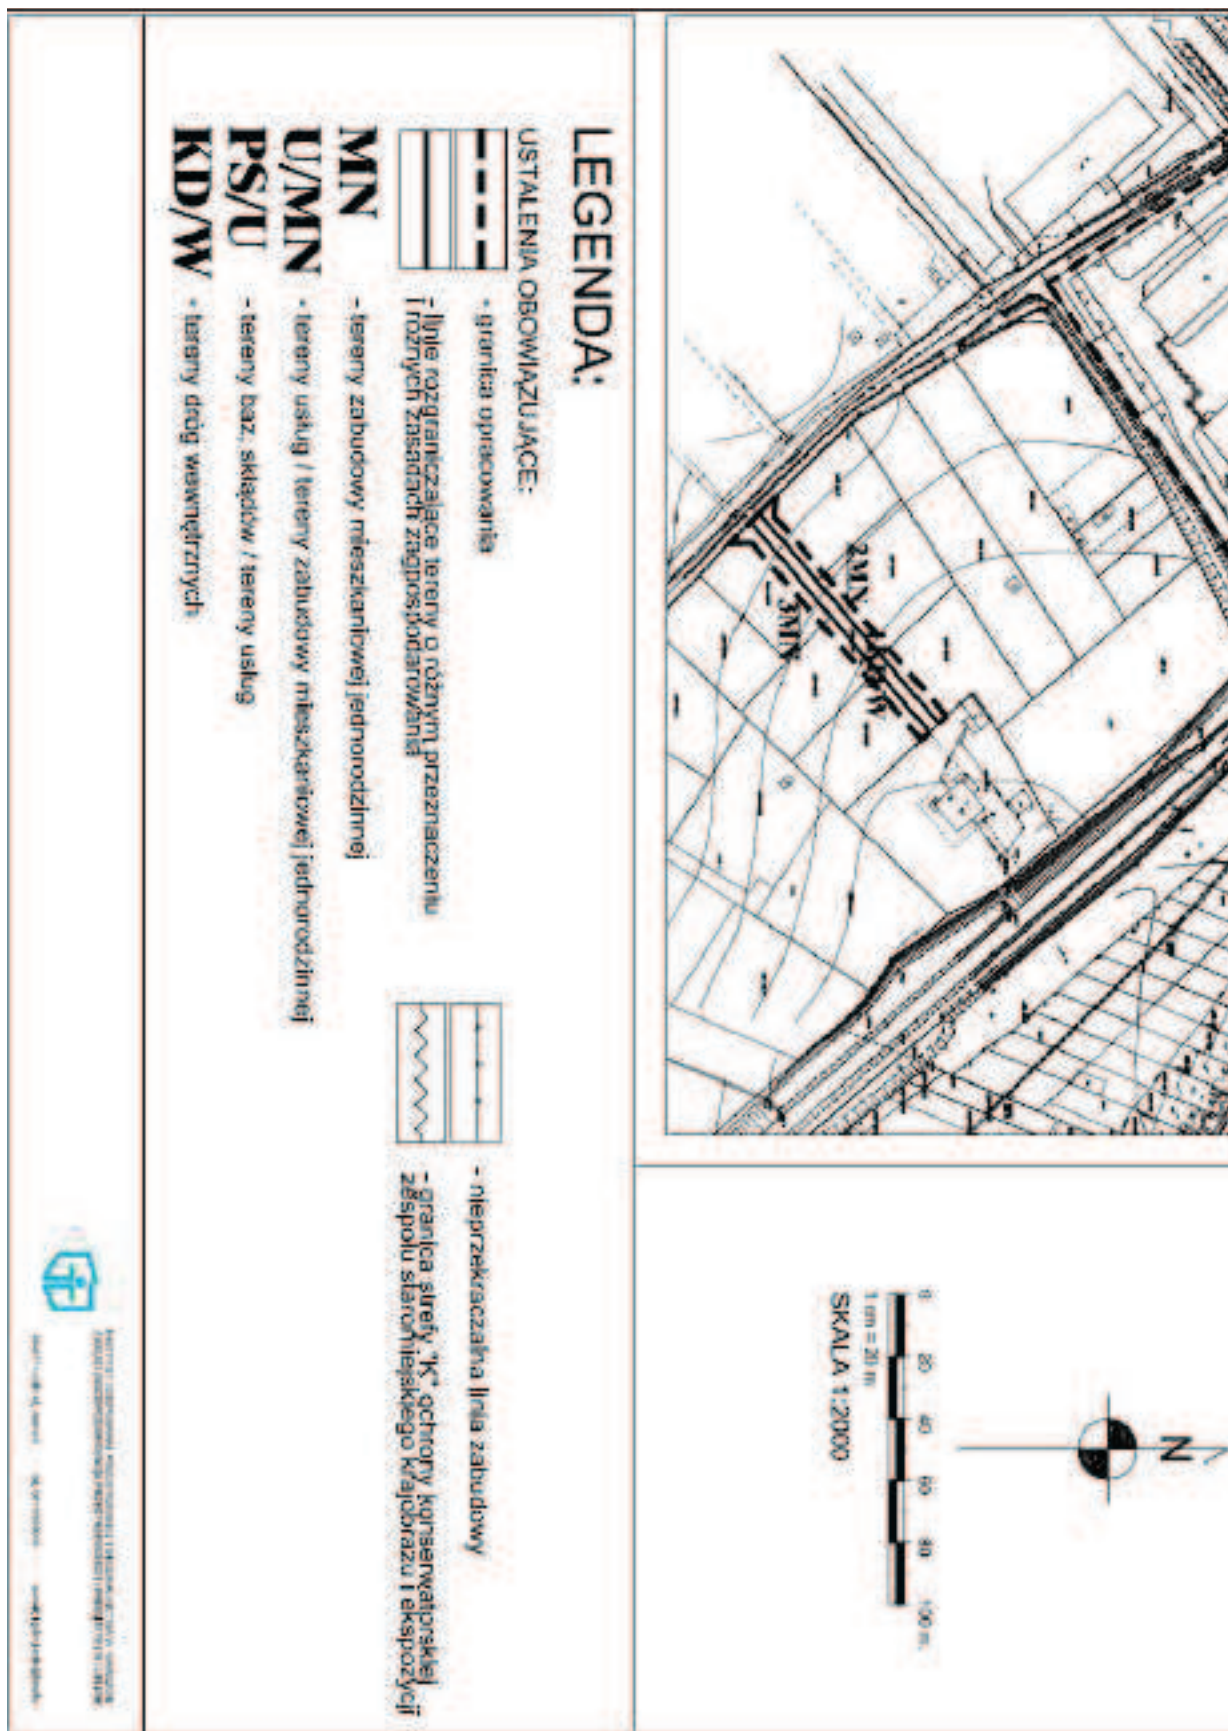 2MN
3MN
N
0 20 40 60 80 100 m.
1 cm = 20 m
SKALA 1:2000
LEGENDA:
USTALENIA OBOWIĄZUJĄCE:
- granica opracowania
- linie rozgraniczające tereny o różnym przeznaczeniu
i różnych zasadach zagospodarowania
MN - tereny zabudowy mieszkaniowej jednorodzinnej
U/MN - tereny usług / tereny zabudowy mieszkaniowej jednorodzinnej
PS/U - tereny baz, składów / tereny usług
KD/W - tereny dróg wewnętrznych
- nieprzekraczalna linia zabudowy
- granica strefy "K" ochrony konserwatorskiej
zespołu staromiejskiego krajobrazu i ekspozycji